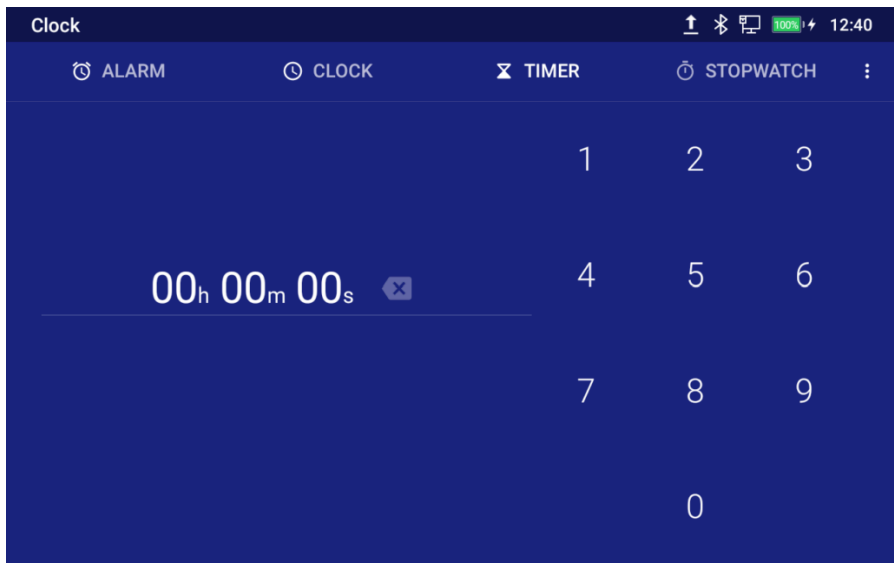 Clock 100% 12:40
ALARM CLOCK TIMER STOPWATCH
1 2 3
00h 00m 00s
4 5 6
7 8 9
0